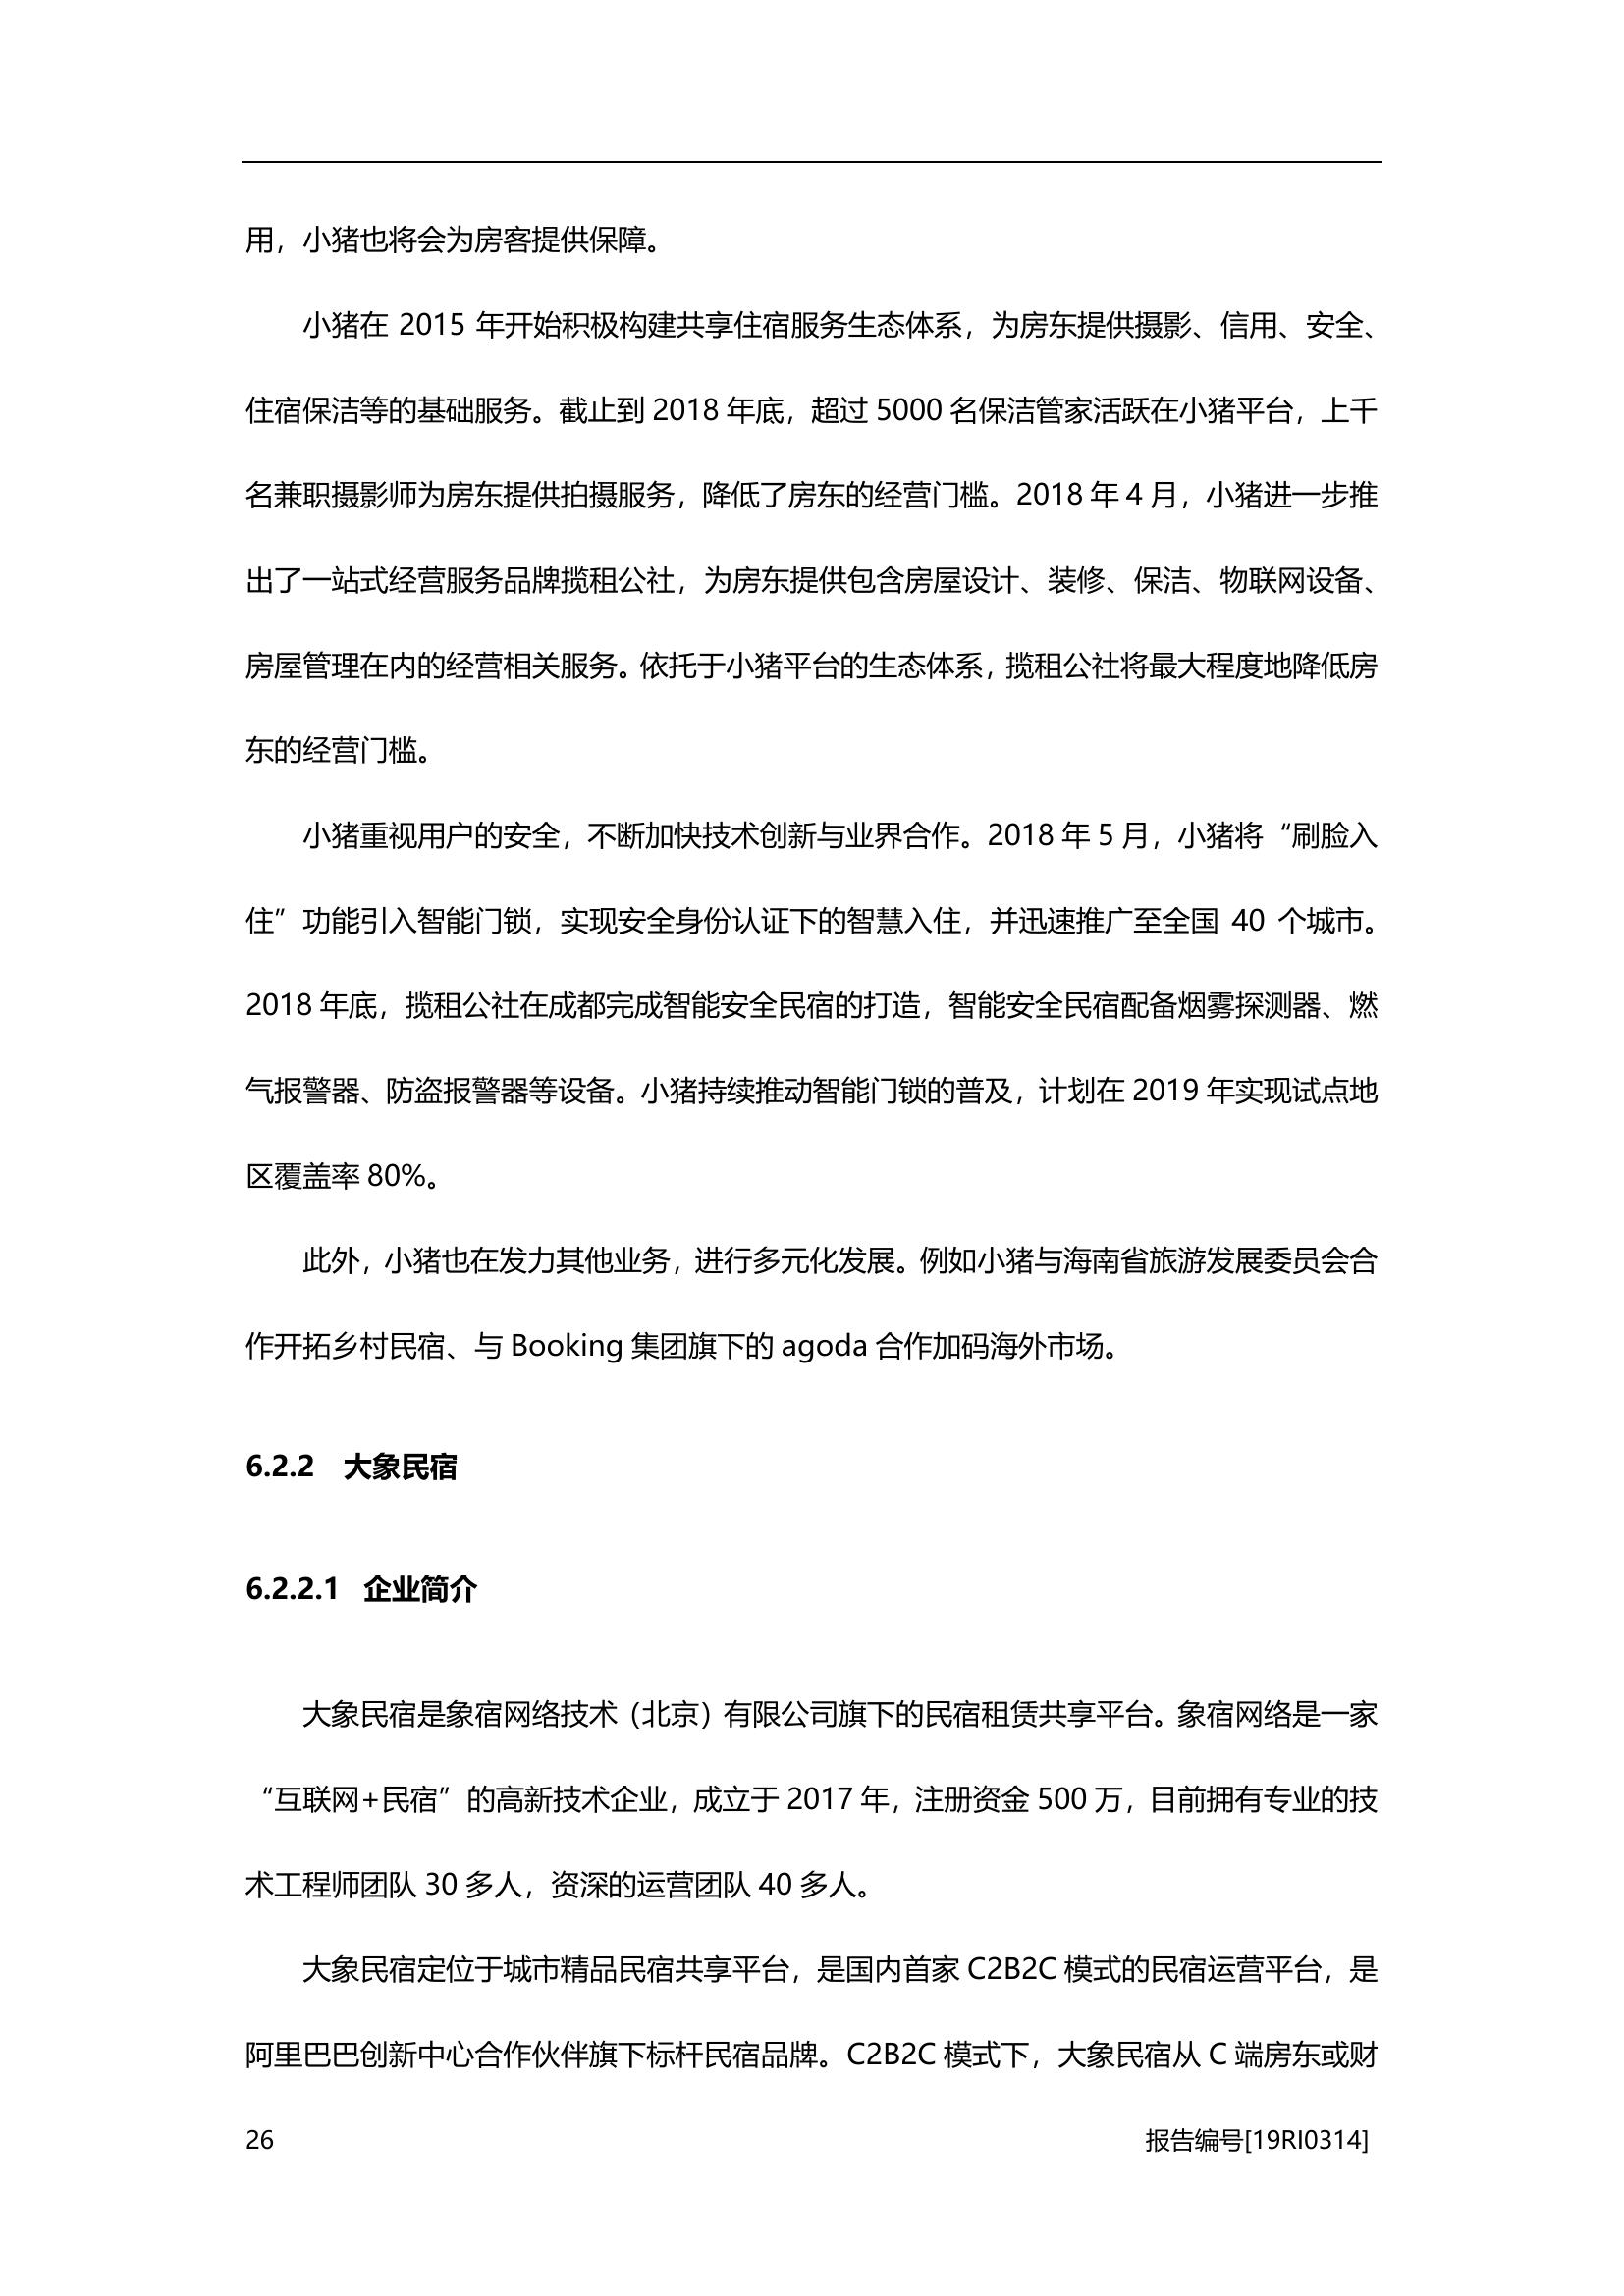 用，小猪也将会为房客提供保障。
小猪在 2015 年开始积极构建共享住宿服务生态体系，为房东提供摄影、信用、安全、
住宿保洁等的基础服务。截止到 2018 年底，超过 5000 名保洁管家活跃在小猪平台，上千
名兼职摄影师为房东提供拍摄服务，降低了房东的经营门槛。2018 年 4 月，小猪进一步推
出了一站式经营服务品牌揽租公社，为房东提供包含房屋设计、装修、保洁、物联网设备、
房屋管理在内的经营相关服务。依托于小猪平台的生态体系，揽租公社将最大程度地降低房
东的经营门槛。
小猪重视用户的安全，不断加快技术创新与业界合作。2018 年 5 月，小猪将“刷脸入
住”功能引入智能门锁，实现安全身份认证下的智慧入住，并迅速推广至全国 40 个城市。
2018 年底，揽租公社在成都完成智能安全民宿的打造，智能安全民宿配备烟雾探测器、燃
气报警器、防盗报警器等设备。小猪持续推动智能门锁的普及，计划在 2019 年实现试点地
区覆盖率 80%。
此外，小猪也在发力其他业务，进行多元化发展。例如小猪与海南省旅游发展委员会合
作开拓乡村民宿、与 Booking 集团旗下的 agoda 合作加码海外市场。
6.2.2 大象民宿
6.2.2.1 企业简介
大象民宿是象宿网络技术（北京）有限公司旗下的民宿租赁共享平台。象宿网络是一家
“互联网+民宿”的高新技术企业，成立于 2017 年，注册资金 500 万，目前拥有专业的技
术工程师团队 30 多人，资深的运营团队 40 多人。
大象民宿定位于城市精品民宿共享平台，是国内首家 C2B2C 模式的民宿运营平台，是
阿里巴巴创新中心合作伙伴旗下标杆民宿品牌。C2B2C 模式下，大象民宿从 C 端房东或财
26 报告编号[19RI0314]